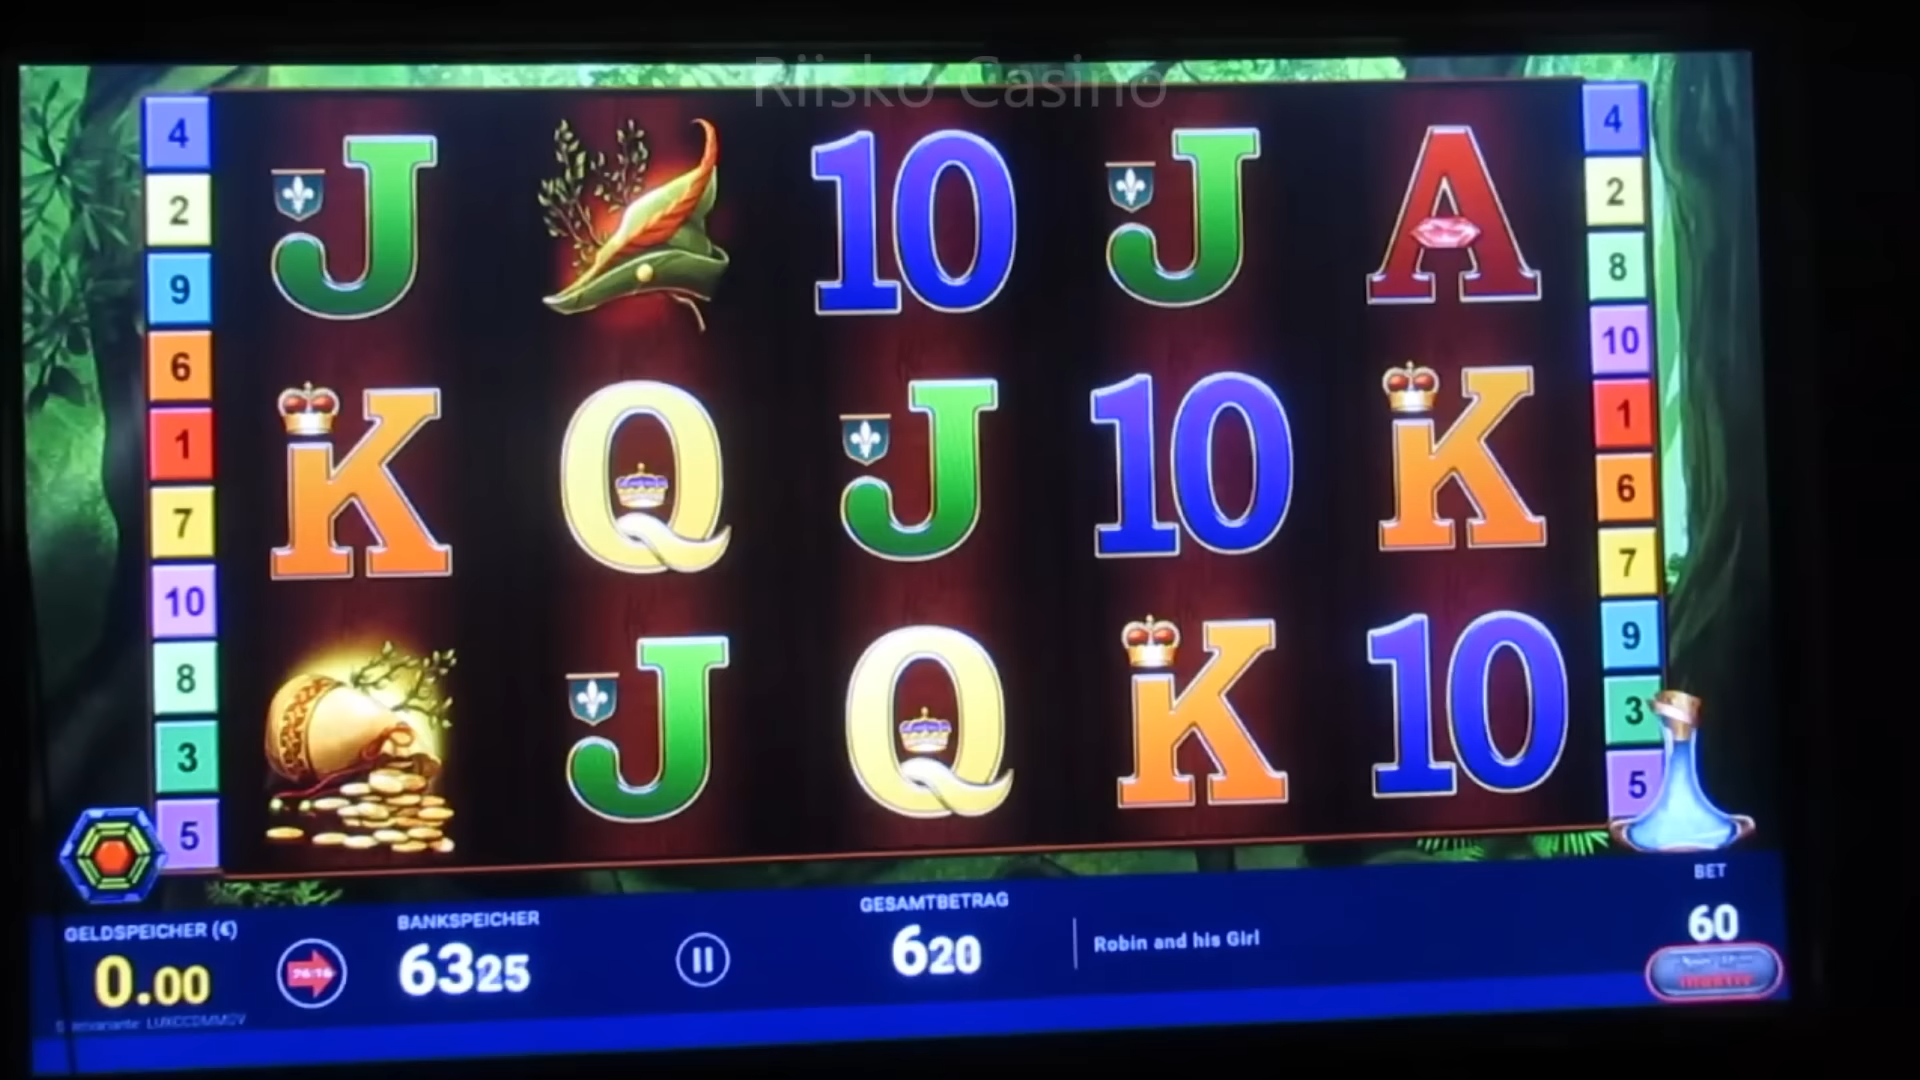 Riisko Casino
4 J 10 J A 4
2 2
9 8
6 10
1 K Q J 10 K 1
7 6
10 7
8 J Q K 10 9
3 3
5 5
BET
GELDSPEICHER (€) BANKSPEICHER GESAMTBETRAG
0.00 6325 620 Robin and his Girl 60